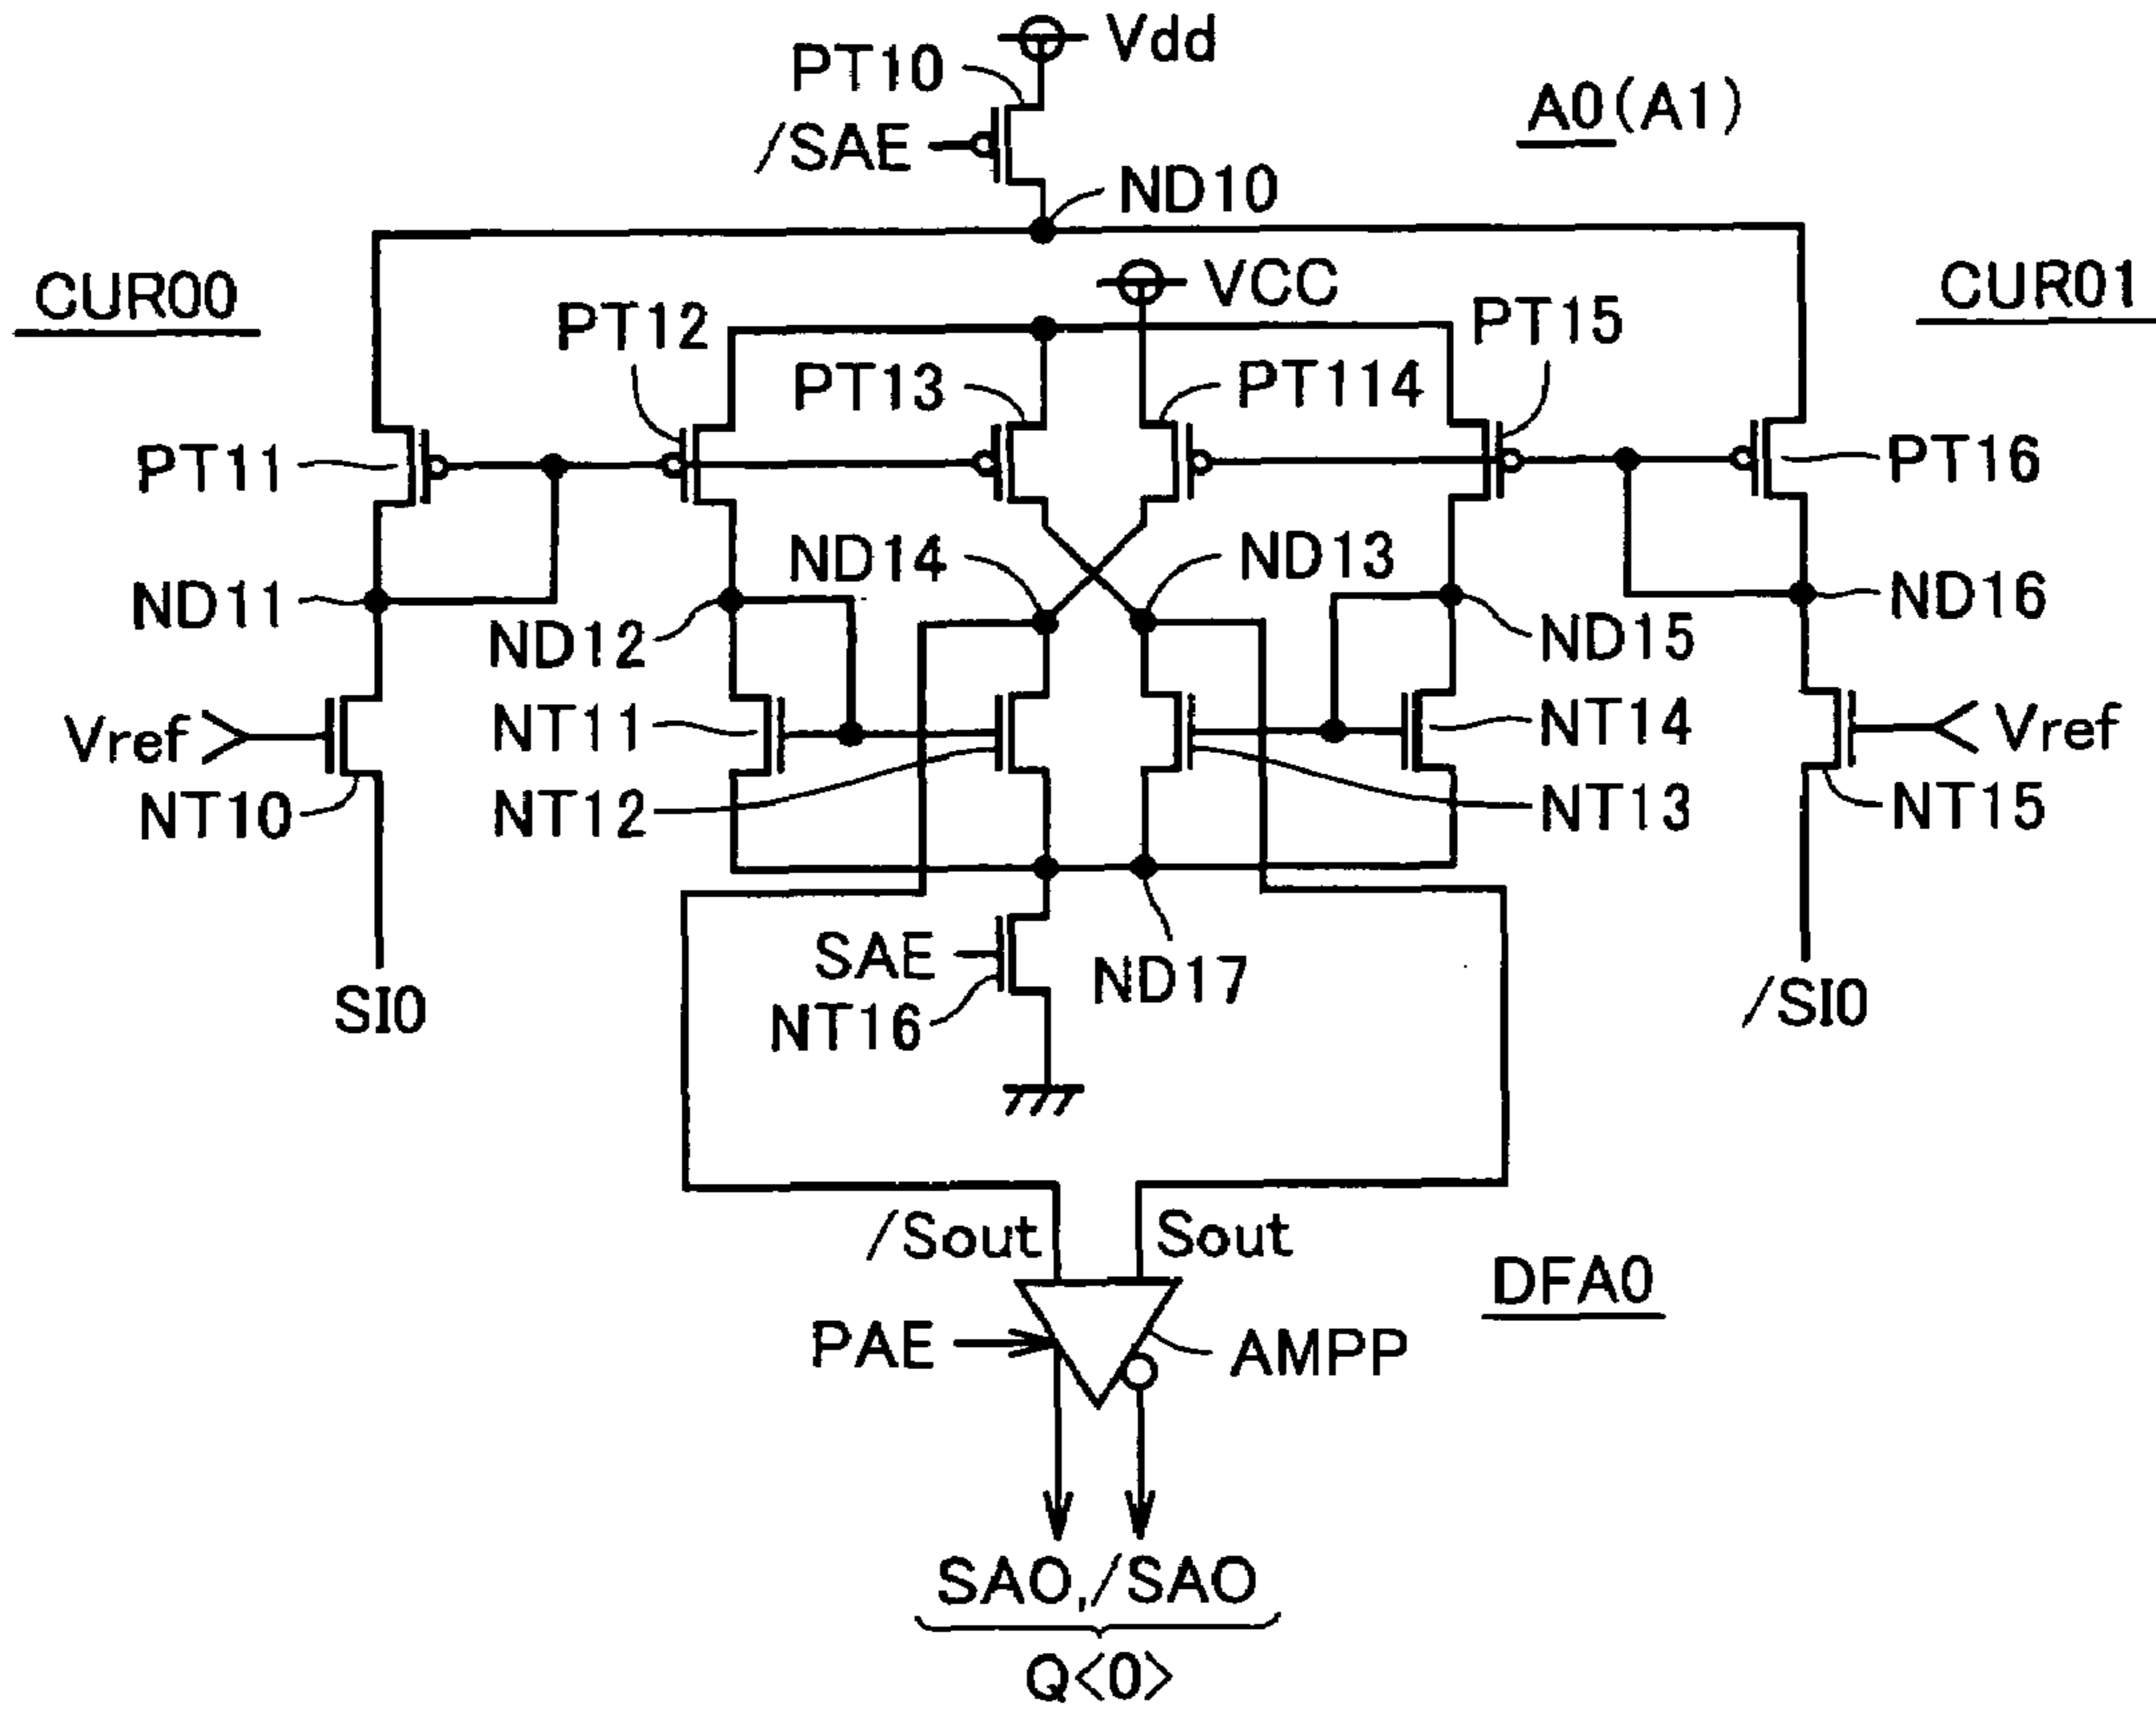 Vdd
PT10
A0(A1)
/SAE
ND10
CUR00
VCC
CUR01
PT12
PT15
PT13
PT114
PT11
PT16
ND14
ND13
ND11
ND16
ND12
ND15
Vref
NT11
NT14
Vref
NT10
NT12
NT13
NT15
SAE
ND17
SIO
NT16
/SIO
/Sout
Sout
DFA0
PAE
AMPP
SAO,/SAO
Q<0>